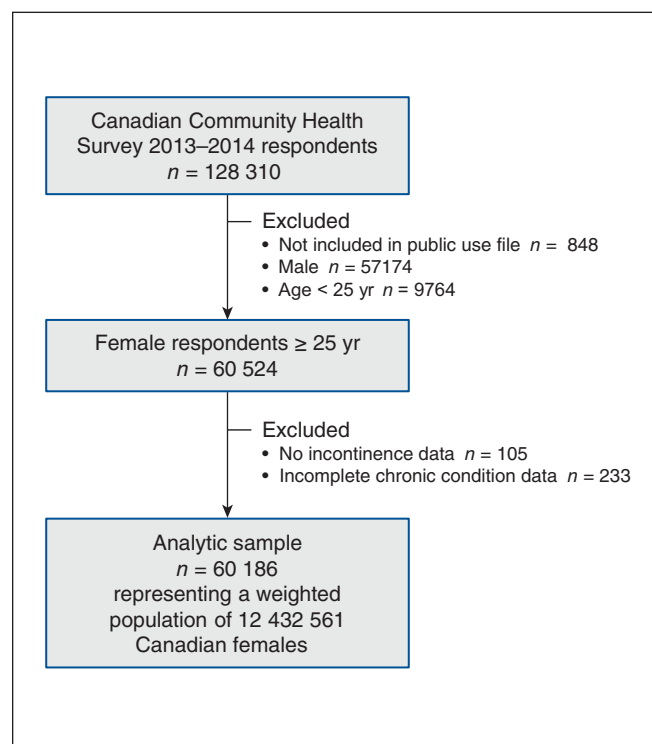 Canadian Community Health
Survey 2013–2014 respondents
n = 128 310
Excluded
• Not included in public use file n = 848
• Male n = 57174
• Age < 25 yr n = 9764
Female respondents ≥ 25 yr
n = 60 524
Excluded
• No incontinence data n = 105
• Incomplete chronic condition data n = 233
Analytic sample
n = 60 186
representing a weighted
population of 12 432 561
Canadian females